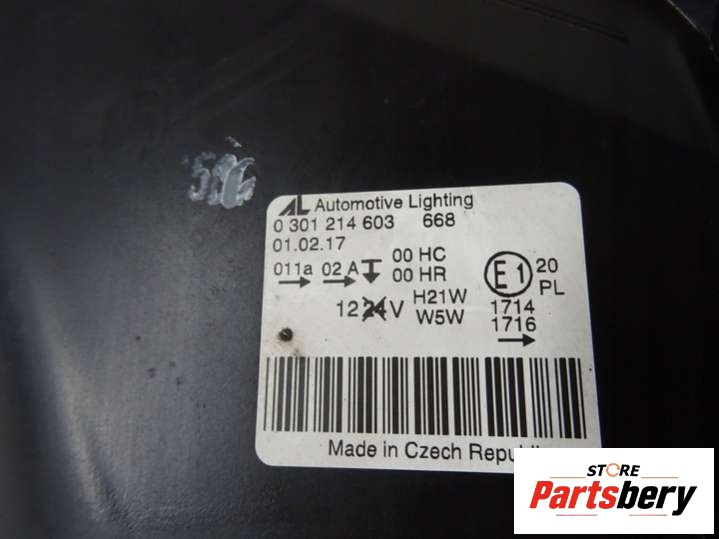 AL Automotive Lighting
0 301 214 603 668
01.02.17
011a 02 A 00 HC
00 HR
E1 20
PL
12 24 V H21W
W5W
1714
1716
Made in Czech
STORE
Partsbery